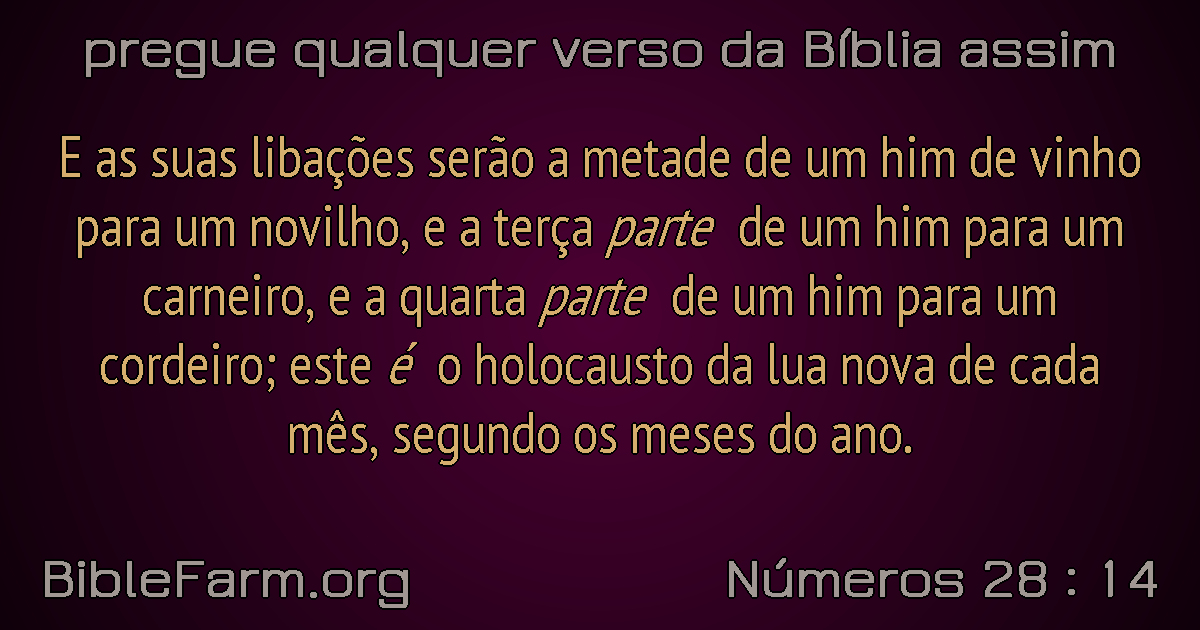 pregue qualquer verso da Bíblia assim
E as suas libações serão a metade de um him de vinho
para um novilho, e a terça parte de um him para um
carneiro, e a quarta parte de um him para um
cordeiro; este é o holocausto da lua nova de cada
mês, segundo os meses do ano.
BibleFarm.org
Números 28 : 14